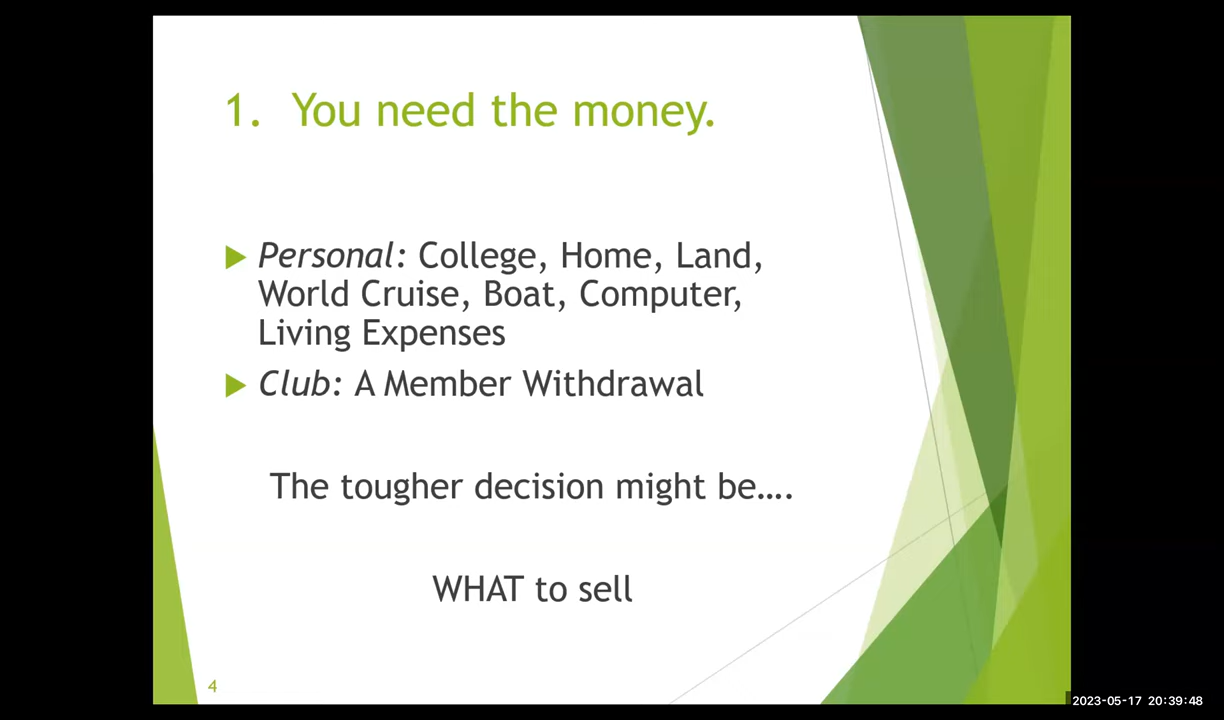 1. You need the money.
Personal: College, Home, Land,
World Cruise, Boat, Computer,
Living Expenses
Club: A Member Withdrawal
The tougher decision might be....
WHAT to sell
4
2023-05-17 20:39:48